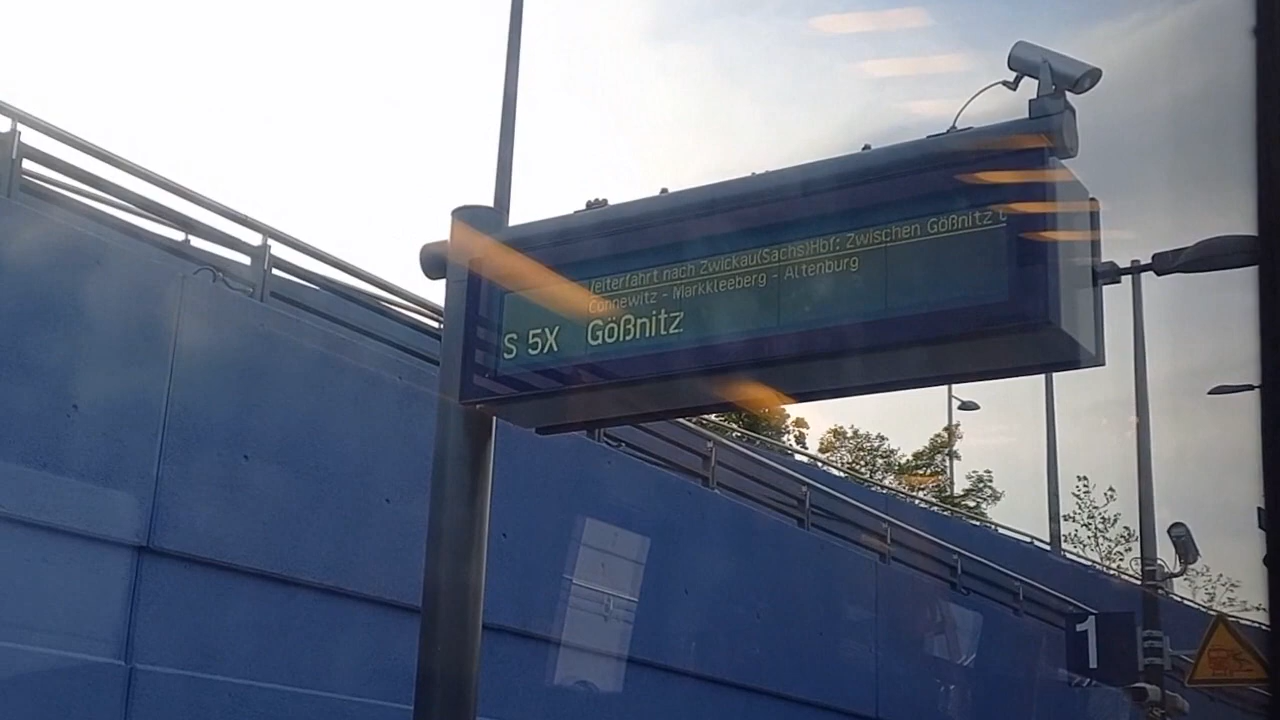 Weiterfahrt nach Zwickau(Sachs)Hbf: Zwischen Gößnitz
Connewitz - Markkleeberg - Altenburg
S 5X Gößnitz
1